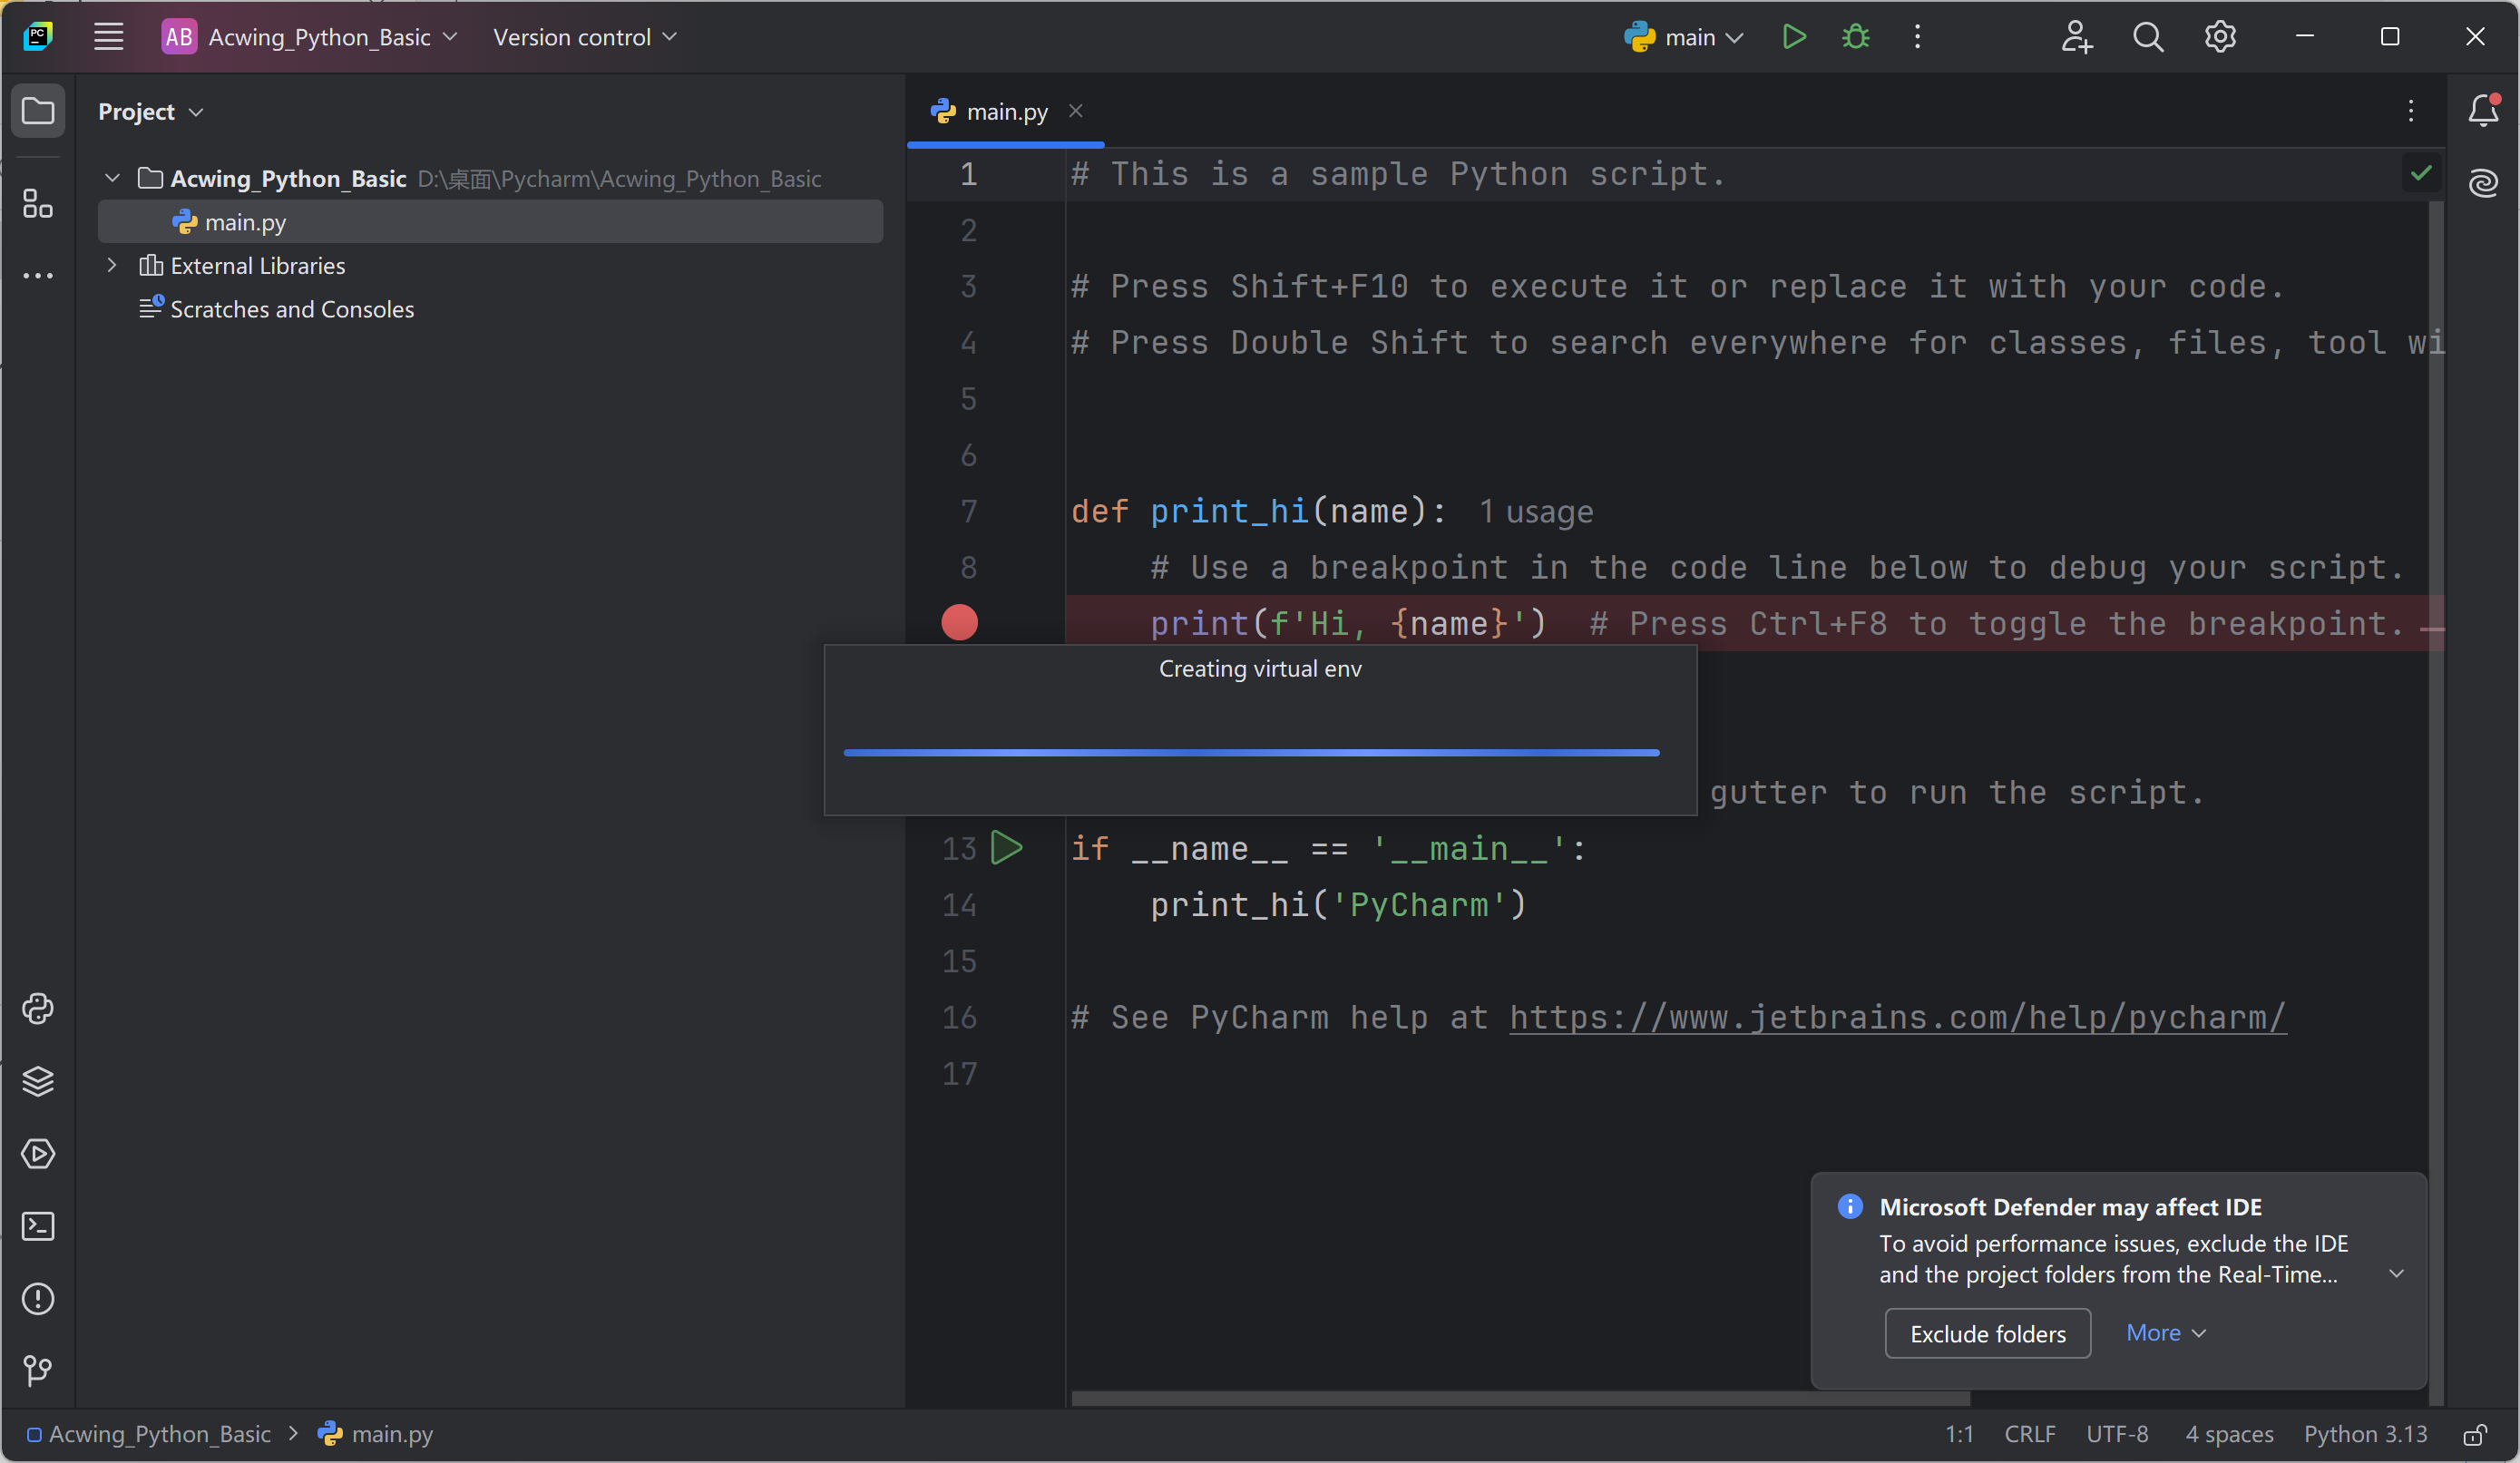 PC
AB Acwing_Python_Basic Version control main
Project
main.py
Acwing_Python_Basic D:\桌面\Pycharm\Acwing_Python_Basic
main.py
External Libraries
Scratches and Consoles
1 # This is a sample Python script.
2
3 # Press Shift+F10 to execute it or replace it with your code.
4 # Press Double Shift to search everywhere for classes, files, tool wi
5
6
7 def print_hi(name): 1 usage
8 # Use a breakpoint in the code line below to debug your script.
print(f'Hi, {name}') # Press Ctrl+F8 to toggle the breakpoint.
Creating virtual env
gutter to run the script.
13 if __name__ == '__main__':
14 print_hi('PyCharm')
15
16 # See PyCharm help at https://www.jetbrains.com/help/pycharm/
17
Microsoft Defender may affect IDE
To avoid performance issues, exclude the IDE
and the project folders from the Real-Time...
Exclude folders More
Acwing_Python_Basic > main.py 1:1 CRLF UTF-8 4 spaces Python 3.13